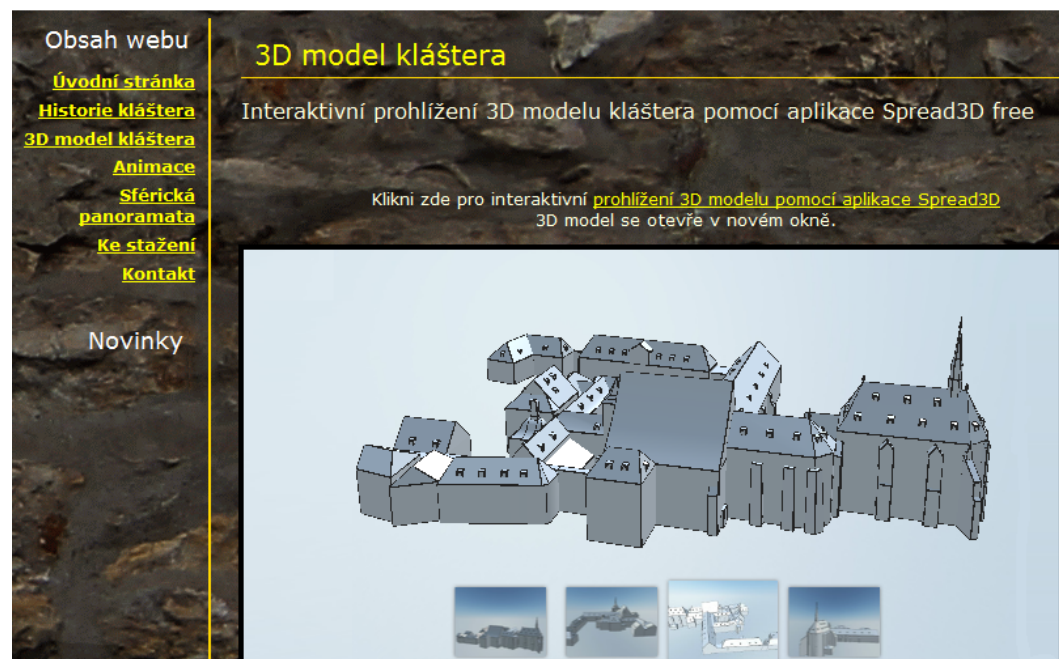 Obsah webu
Úvodní stránka
Historie kláštera
3D model kláštera
Animace
Sférická
panoramata
Ke stažení
Kontakt
Novinky
3D model kláštera
Interaktivní prohlížení 3D modelu kláštera pomocí aplikace Spread3D free
Klikni zde pro interaktivní prohlížení 3D modelu pomocí aplikace Spread3D
3D model se otevře v novém okně.